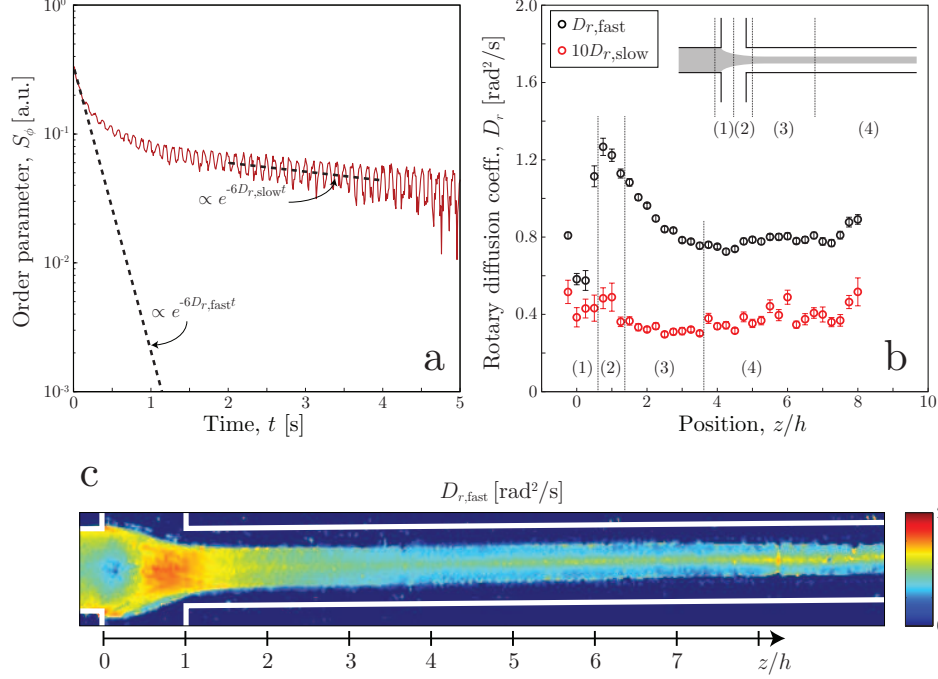 10⁰
10⁻¹
10⁻²
10⁻³
Order parameter, S_ϕ [a.u.]
∝ e^{-6D_{r,slow}t}
∝ e^{-6D_{r,fast}t}
a
0 1 2 3 4 5
Time, t [s]
2.0
1.6
1.2
0.8
0.4
0
Rotary diffusion coeff., D_r [rad²/s]
D_{r,fast}
10D_{r,slow}
(1) (2) (3) (4)
(1) (2) (3) (4)
b
0 2 4 6 8 10
Position, z/h
c
D_{r,fast} [rad²/s]
0 1 2 3 4 5 6 7 z/h